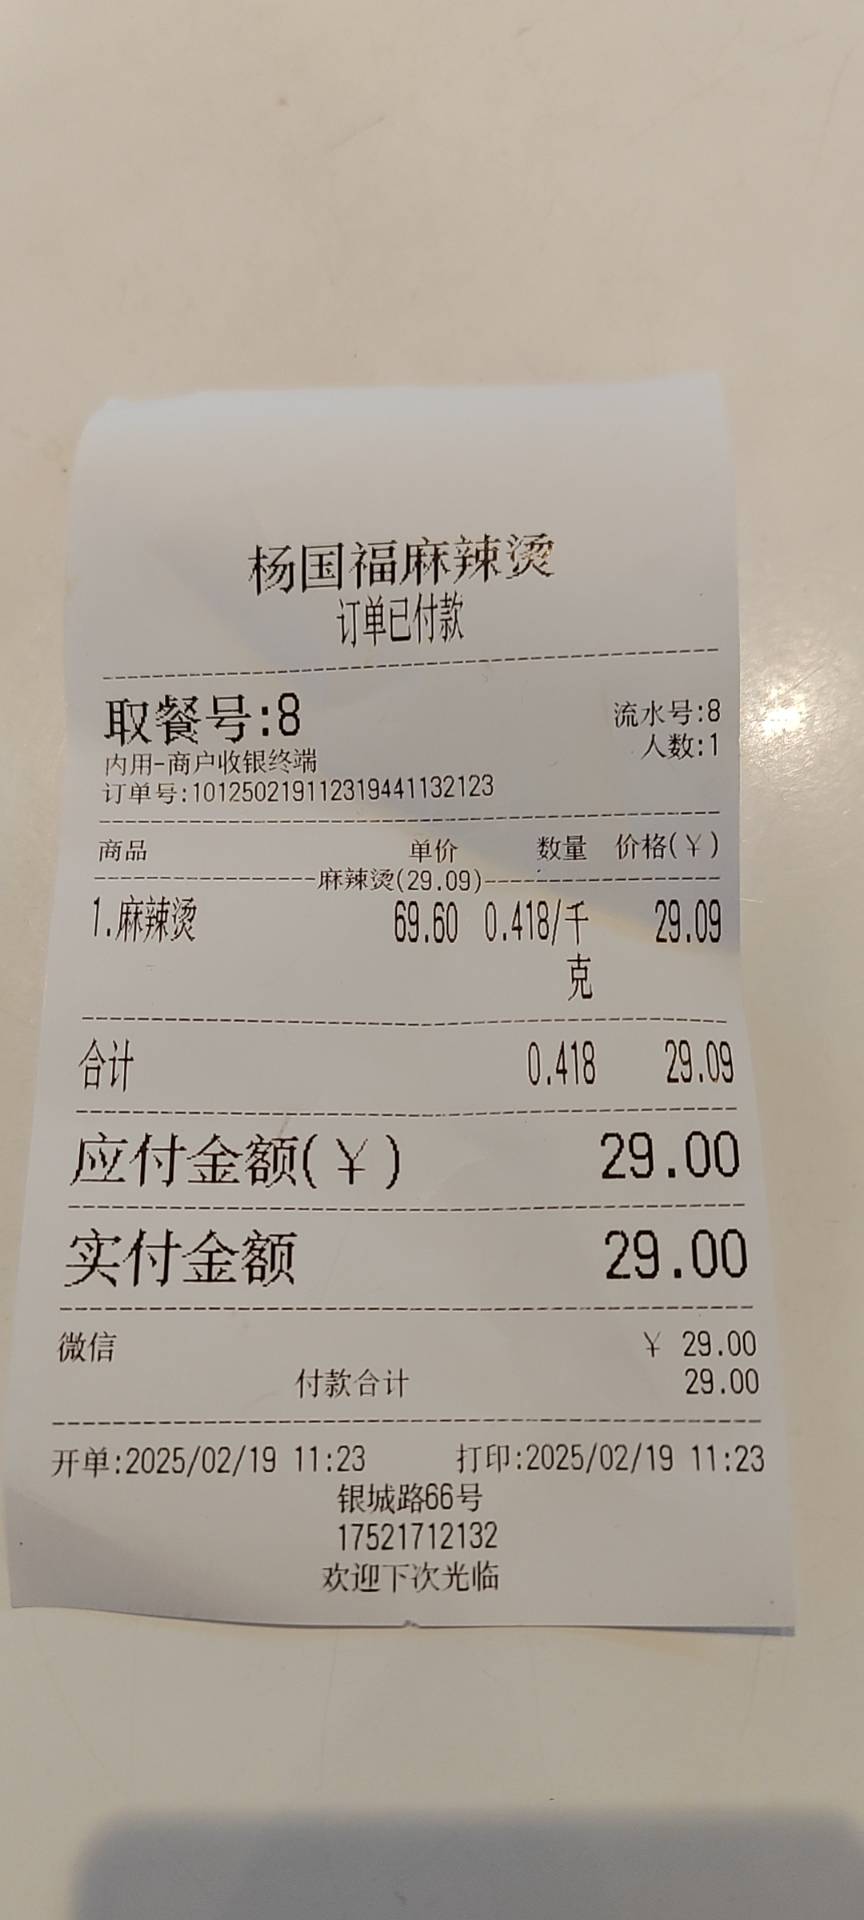 杨国福麻辣烫
订单已付款
取餐号:8 流水号:8
人数:1
内用-商户收银终端
订单号:101250219112319441132123
商品 单价 数量 价格(￥)
麻辣烫(29.09)
1.麻辣烫 69.60 0.418/千克 29.09
合计 0.418 29.09
应付金额(￥) 29.00
实付金额 29.00
微信 ￥ 29.00
付款合计 29.00
开单:2025/02/19 11:23 打印:2025/02/19 11:23
银城路66号
17521712132
欢迎下次光临